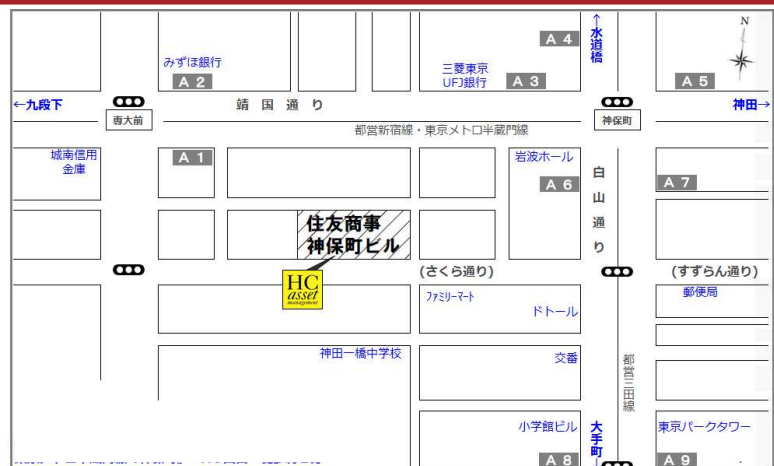 ↑水道橋
N
A 4
みずほ銀行
三菱東京
UFJ銀行
A 2
A 3
A 5
←九段下
靖国通り
神田→
専大前
神保町
都営新宿線・東京メトロ半蔵門線
城南信用
金庫
A 1
岩波ホール
白山通り
A 6
A 7
住友商事
神保町ビル
(さくら通り)
(すずらん通り)
HC
asset
management
ファミリーマート
ドトール
郵便局
神田一橋中学校
交番
都営三田線
小学館ビル
大手町
東京パークタワー
A 8
A 9